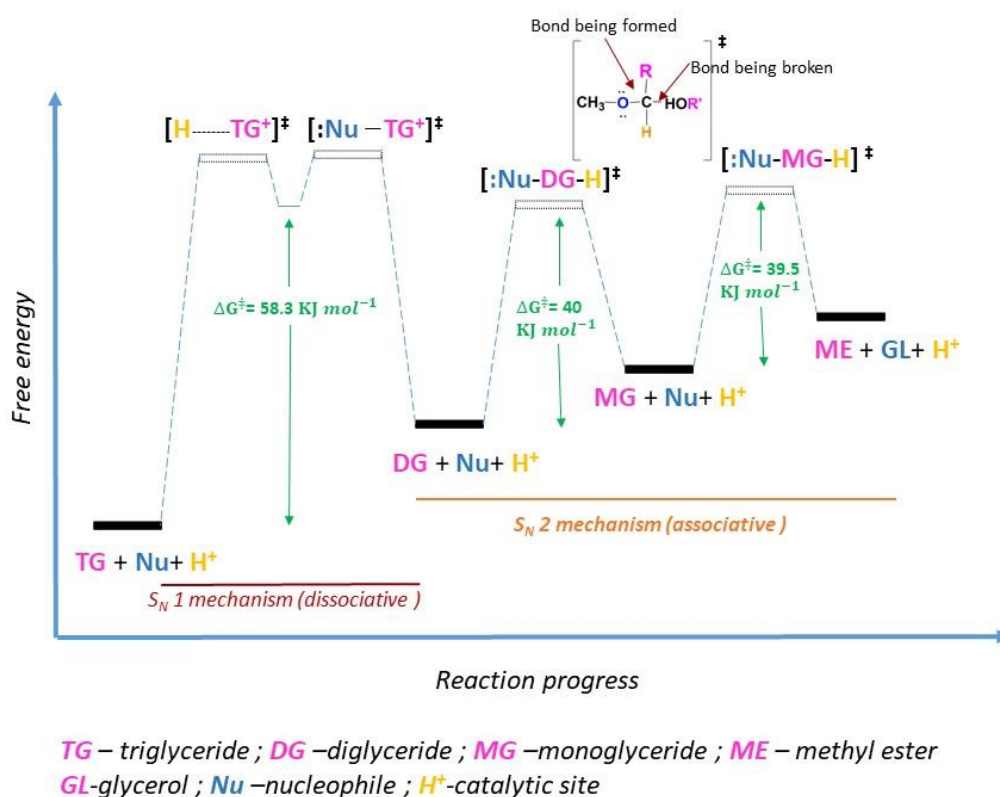 Bond being formed
‡
R
Bond being broken
CH₃–O–C–HOR'
H
[H--------TG⁺]‡
[:Nu –TG⁺]‡
[:Nu-DG-H]‡
[:Nu-MG-H] ‡
ΔG‡= 58.3 KJ mol⁻¹
ΔG‡= 40
KJ mol⁻¹
ΔG‡= 39.5
KJ mol⁻¹
ME + GL+ H⁺
MG + Nu+ H⁺
DG + Nu+ H⁺
TG + Nu+ H⁺
S_N 2 mechanism (associative )
S_N 1 mechanism (dissociative )
Free energy
Reaction progress
TG – triglyceride ; DG –diglyceride ; MG –monoglyceride ; ME – methyl ester
GL-glycerol ; Nu –nucleophile ; H⁺-catalytic site